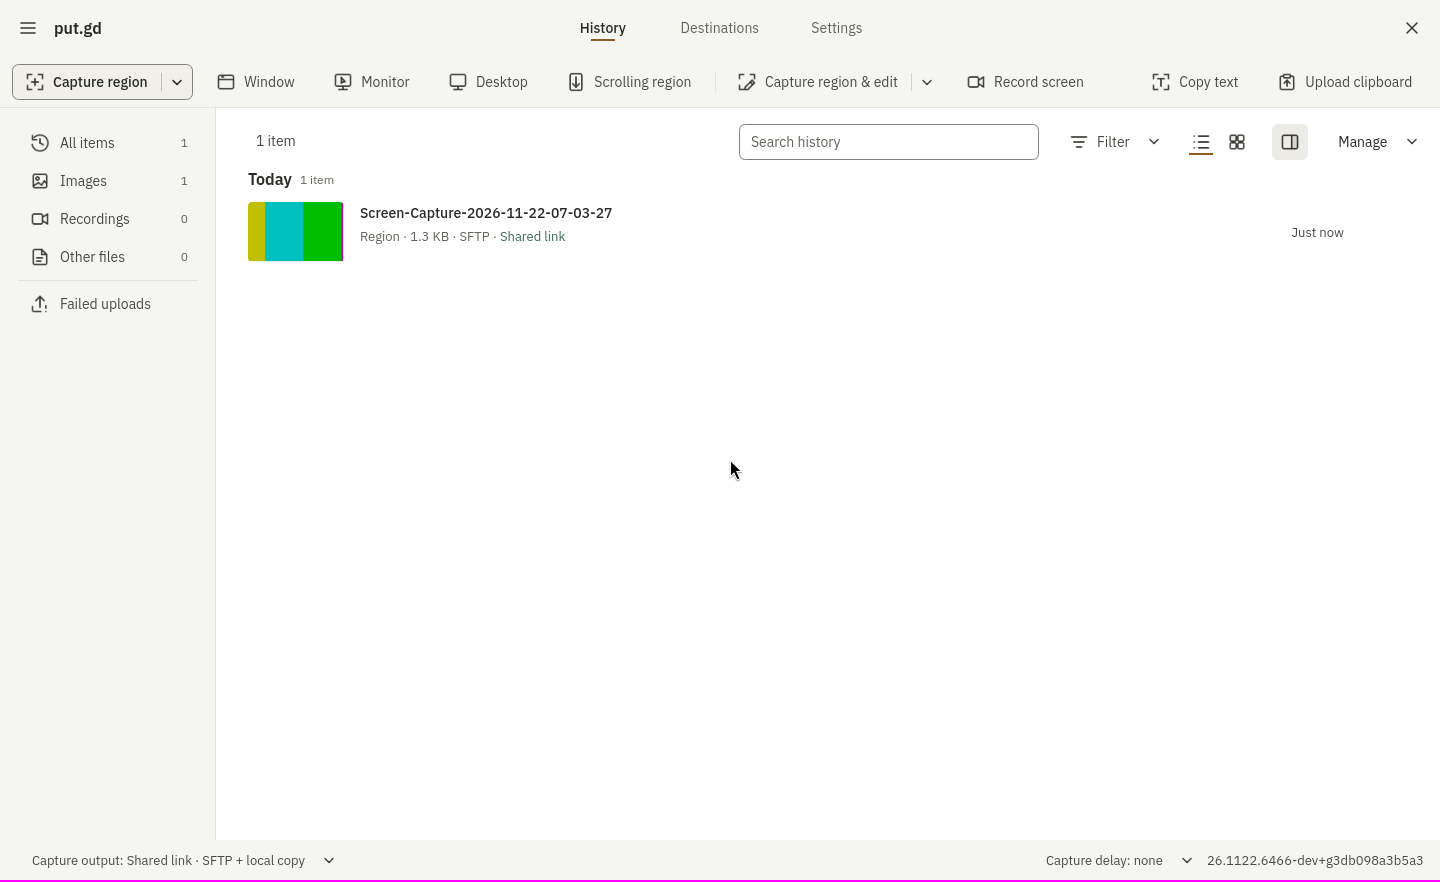 put.gd
History
Destinations
Settings
Capture region
Window
Monitor
Desktop
Scrolling region
Capture region & edit
Record screen
Copy text
Upload clipboard
All items 1
Images 1
Recordings 0
Other files 0
Failed uploads
1 item
Search history
Filter
Manage
Today 1 item
Screen-Capture-2026-11-22-07-03-27
Region · 1.3 KB · SFTP · Shared link
Just now
Capture output: Shared link · SFTP + local copy
Capture delay: none
26.1122.6466-dev+g3db098a3b5a3